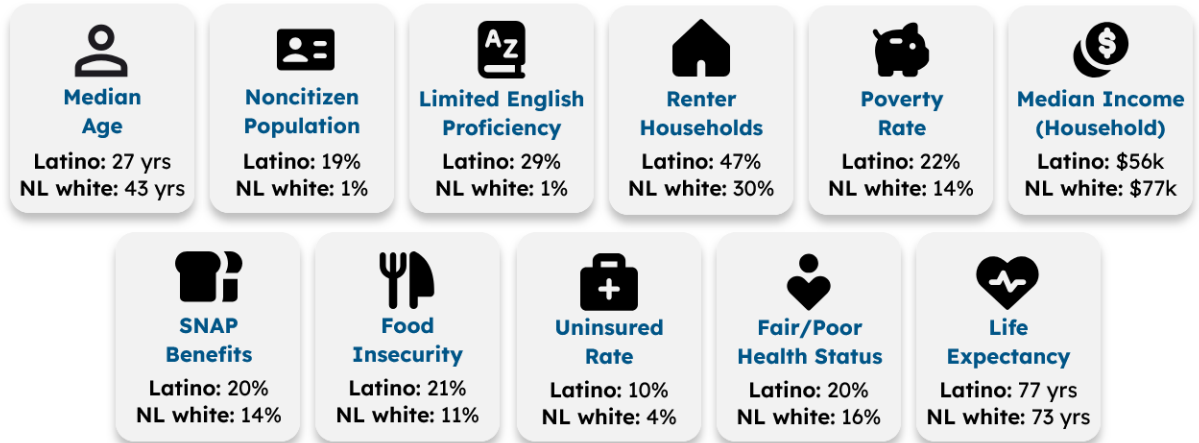 Median
Age
Latino: 27 yrs
NL white: 43 yrs
Noncitizen
Population
Latino: 19%
NL white: 1%
AZ
Limited English
Proficiency
Latino: 29%
NL white: 1%
Renter
Households
Latino: 47%
NL white: 30%
Poverty
Rate
Latino: 22%
NL white: 14%
$
Median Income
(Household)
Latino: $56k
NL white: $77k
SNAP
Benefits
Latino: 20%
NL white: 14%
Food
Insecurity
Latino: 21%
NL white: 11%
Uninsured
Rate
Latino: 10%
NL white: 4%
Fair/Poor
Health Status
Latino: 20%
NL white: 16%
Life
Expectancy
Latino: 77 yrs
NL white: 73 yrs